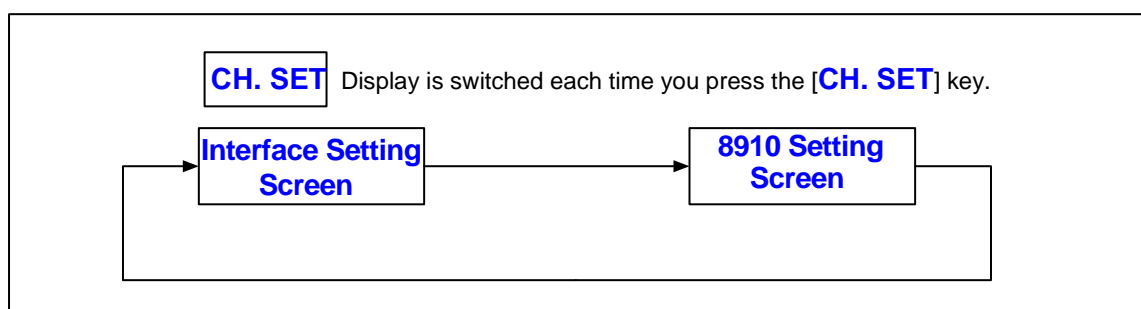 CH. SET Display is switched each time you press the [CH. SET] key.
Interface Setting
Screen
8910 Setting
Screen